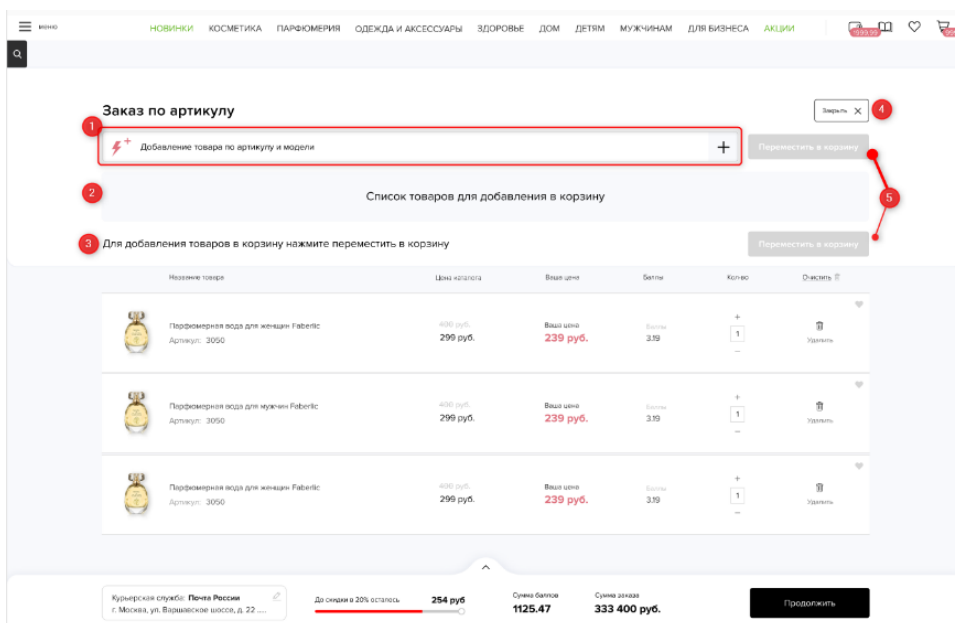 МЕНЮ НОВИНКИ КОСМЕТИКА ПАРФЮМЕРИЯ ОДЕЖДА И АКСЕССУАРЫ ЗДОРОВЬЕ ДОМ ДЕТЯМ МУЖЧИНАМ ДЛЯ БИЗНЕСА АКЦИИ
Заказ по артикулу Закрыть X 4
1 Добавление товара по артикулу и модели + Переместить в корзину
2 Список товаров для добавления в корзину 5
3 Для добавления товаров в корзину нажмите переместить в корзину Переместить в корзину
Название товара Цена каталога Ваша цена Баллы Кол-во Очистить
400 руб. Ваша цена Баллы +
Парфюмерная вода для женщин Faberlic 299 руб. 239 руб. 3.19 1
Артикул: 3050 – Удалить
400 руб. Ваша цена Баллы +
Парфюмерная вода для мужчин Faberlic 299 руб. 239 руб. 3.19 1
Артикул: 3050 – Удалить
400 руб. Ваша цена Баллы +
Парфюмерная вода для женщин Faberlic 299 руб. 239 руб. 3.19 1
Артикул: 3050 – Удалить
Курьерская служба: Почта России До скидки в 20% осталось 254 руб Сумма баллов Сумма заказа Продолжить
г. Москва, ул. Варшавское шоссе, д. 22 .... 1125.47 333 400 руб.